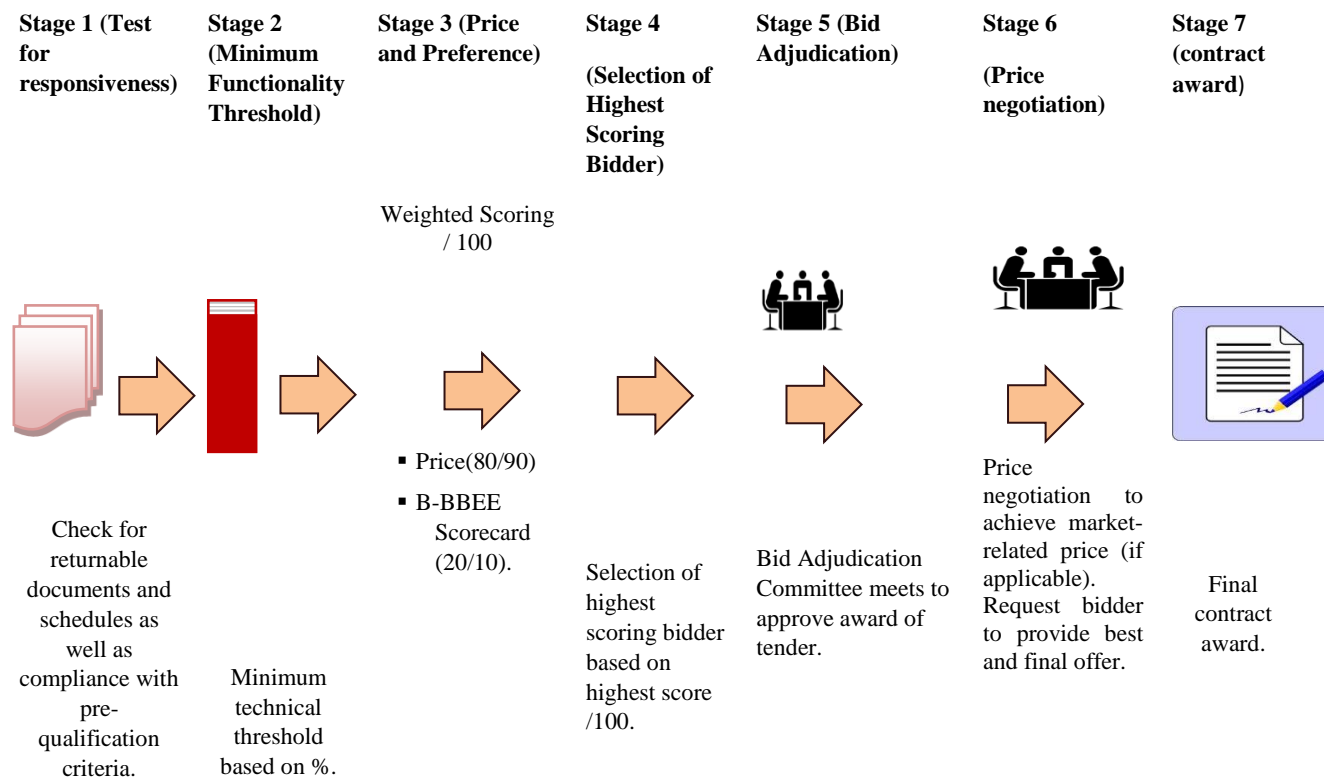 Stage 1 (Test
for
responsiveness)
Stage 2
(Minimum
Functionality
Threshold)
Stage 3 (Price
and Preference)
Stage 4
(Selection of
Highest
Scoring
Bidder)
Stage 5 (Bid
Adjudication)
Stage 6
(Price
negotiation)
Stage 7
(contract
award)
Weighted Scoring
/ 100
▪ Price(80/90)
▪ B-BBEE
Scorecard
(20/10).
Check for
returnable
documents and
schedules as
well as
compliance with
pre-
qualification
criteria.
Minimum
technical
threshold
based on %.
Selection of
highest
scoring bidder
based on
highest score
/100.
Bid Adjudication
Committee meets to
approve award of
tender.
Price
negotiation to
achieve market-
related price (if
applicable).
Request bidder
to provide best
and final offer.
Final
contract
award.